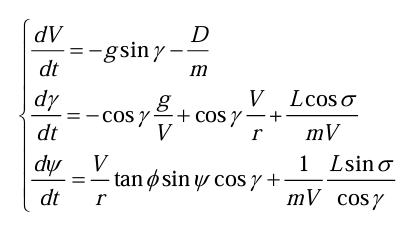 dV/dt = −g sin γ − D/m
dγ/dt = −cos γ g/V + cos γ V/r + L cos σ/mV
dψ/dt = V/r tan ϕ sin ψ cos γ + 1/mV L sin σ/cos γ